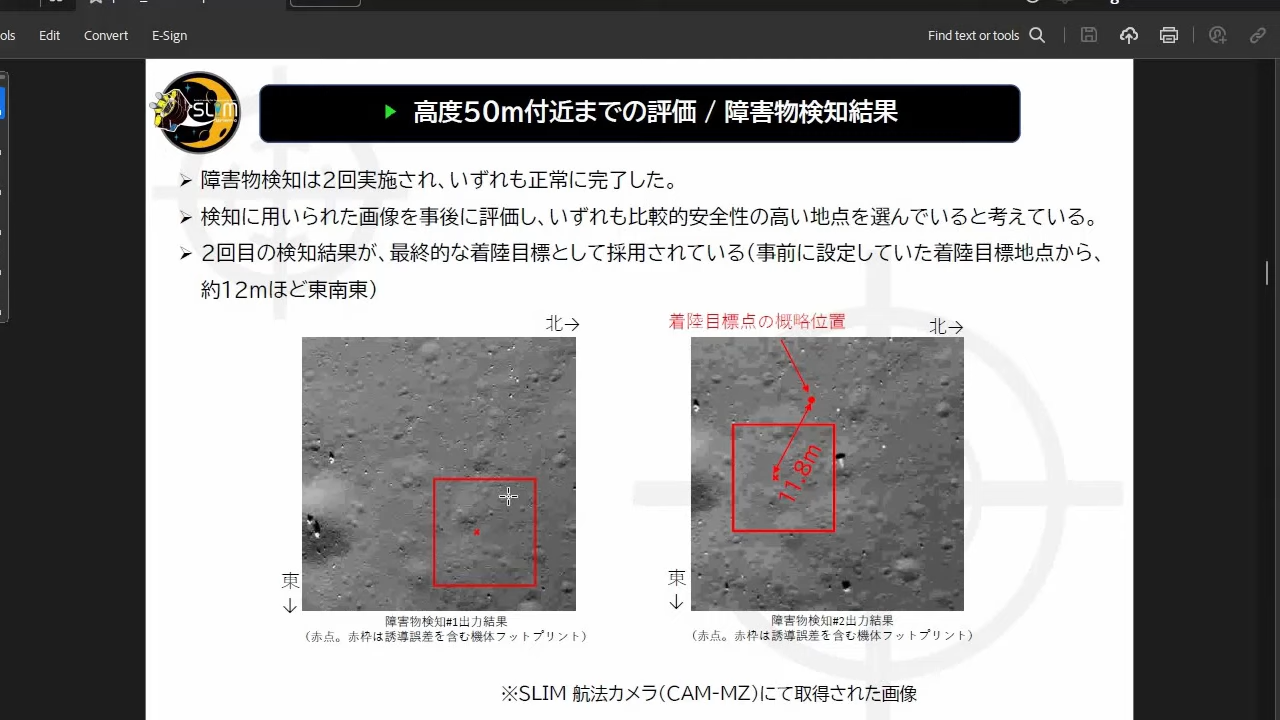 ols Edit Convert E-Sign Find text or tools
SLIM
高度50m付近までの評価 / 障害物検知結果
障害物検知は2回実施され、いずれも正常に完了した。
検知に用いられた画像を事後に評価し、いずれも比較的安全性の高い地点を選んでいると考えている。
2回目の検知結果が、最終的な着陸目標として採用されている（事前に設定していた着陸目標地点から、
約12mほど東南東）
北→
着陸目標点の概略位置
北→
11.8m
東
↓
東
↓
障害物検知#1出力結果
（赤点。赤枠は誘導誤差を含む機体フットプリント）
障害物検知#2出力結果
（赤点。赤枠は誘導誤差を含む機体フットプリント）
※SLIM 航法カメラ（CAM-MZ）にて取得された画像